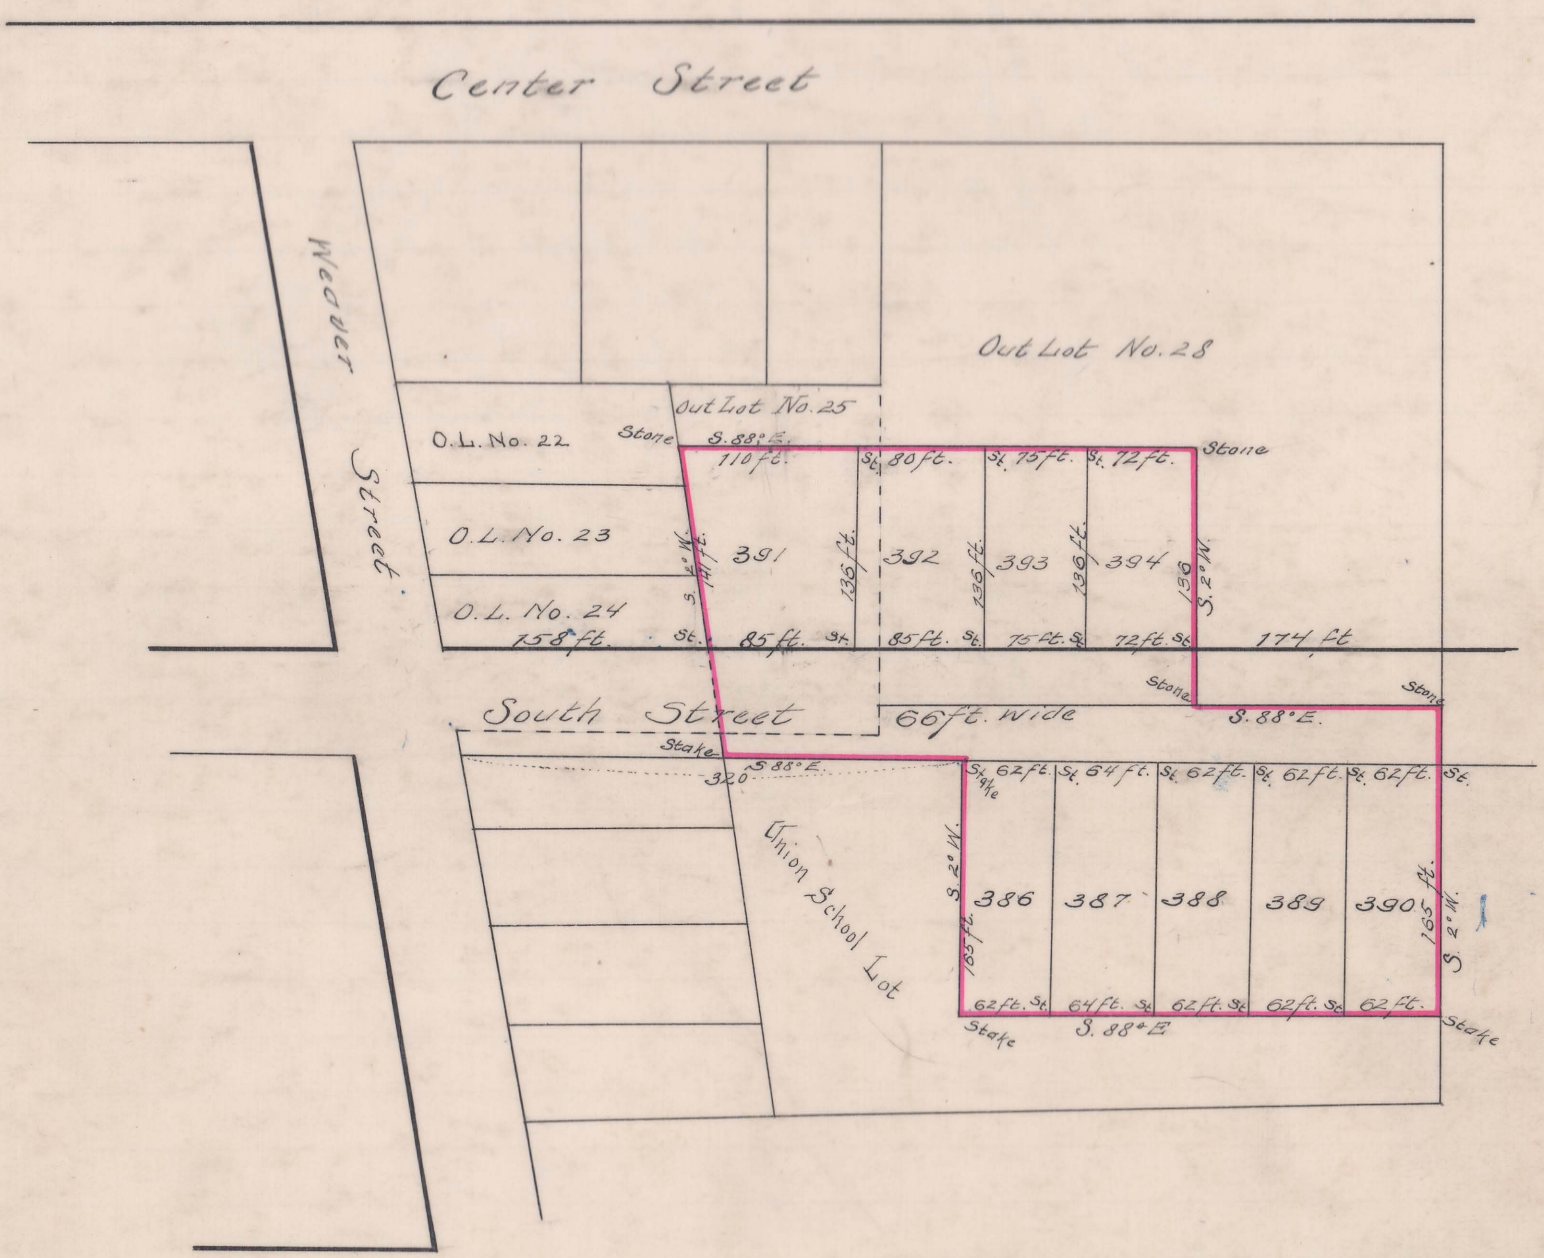 Center Street
Weaver Street
Out Lot No. 28
Out Lot No. 25
O.L. No. 22
Stone
S. 88° E.
Stone
110 ft.
St. 80 ft.
St. 75 ft.
St. 72 ft.
O.L. No. 23
141 ft.
391
136 ft.
392
136 ft.
393
136 ft.
394
136
S. 2° W.
O.L. No. 24
158 ft.
St.
85 ft.
St.
85 ft. St.
75 ft. St.
72 ft. St.
174 ft
Stone
Stone
South Street
66 ft. wide
S. 88° E.
Stake
S 88° E.
320
Stake
62 ft.
St. 64 ft.
St. 62 ft.
St. 62 ft.
St. 62 ft.
St.
Union School Lot
S. 2° W.
165 ft.
386
387
388
389
390
165 ft.
S. 2° W.
62 ft. St.
64 ft. St.
62 ft. St.
62 ft. St.
62 ft.
Stake
S. 88° E
Stake